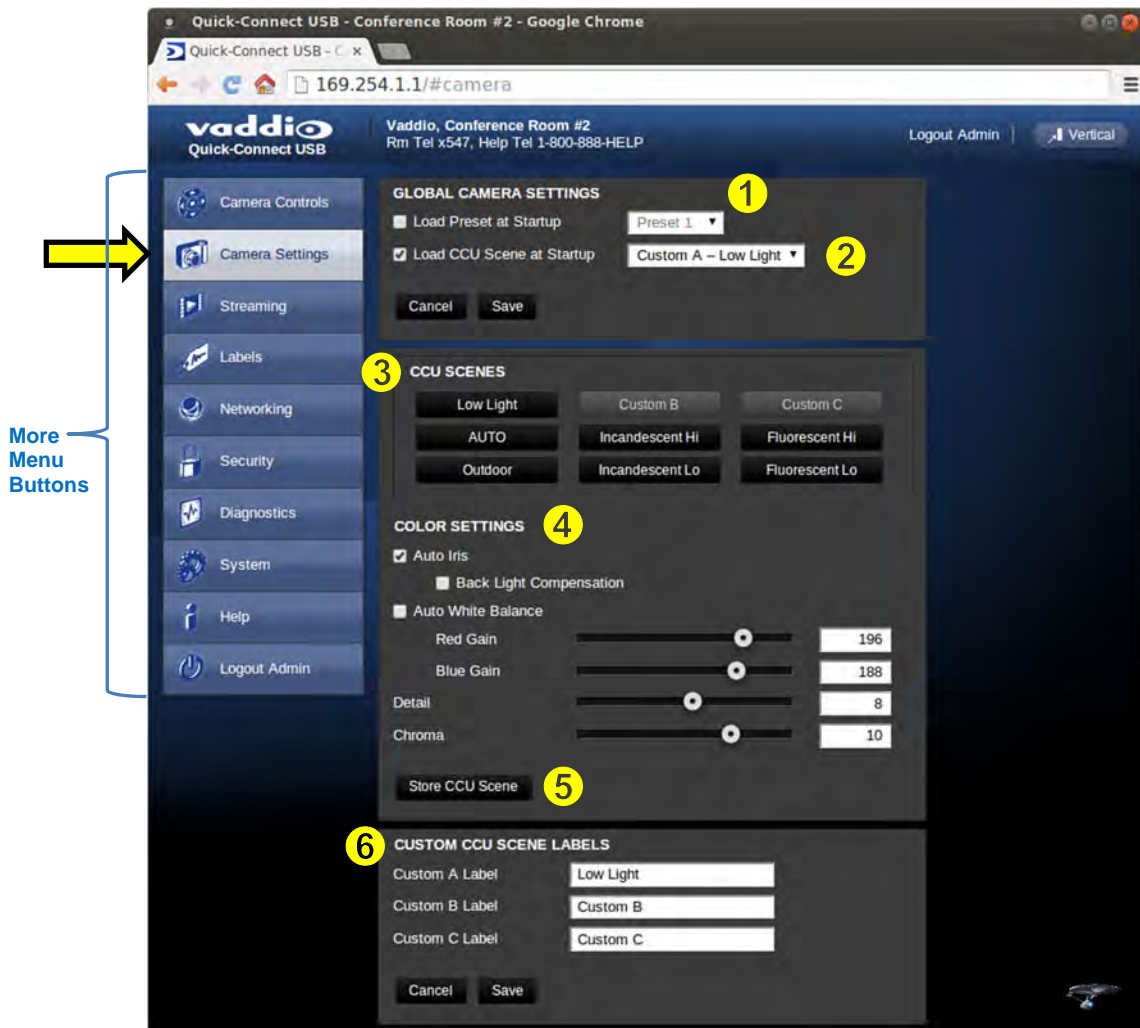 Quick-Connect USB - Conference Room #2 - Google Chrome
Quick-Connect USB - C
169.254.1.1/#camera
vaddio
Quick-Connect USB
Vaddio, Conference Room #2
Rm Tel x547, Help Tel 1-800-888-HELP
Logout Admin
Vertical
More
Menu
Buttons
Camera Controls
Camera Settings
Streaming
Labels
Networking
Security
Diagnostics
System
Help
Logout Admin
GLOBAL CAMERA SETTINGS 1
Load Preset at Startup Preset 1
Load CCU Scene at Startup Custom A – Low Light 2
Cancel Save
3 CCU SCENES
Low Light Custom B Custom C
AUTO Incandescent Hi Fluorescent Hi
Outdoor Incandescent Lo Fluorescent Lo
COLOR SETTINGS 4
Auto Iris
Back Light Compensation
Auto White Balance
Red Gain 196
Blue Gain 188
Detail 8
Chroma 10
Store CCU Scene 5
6 CUSTOM CCU SCENE LABELS
Custom A Label Low Light
Custom B Label Custom B
Custom C Label Custom C
Cancel Save